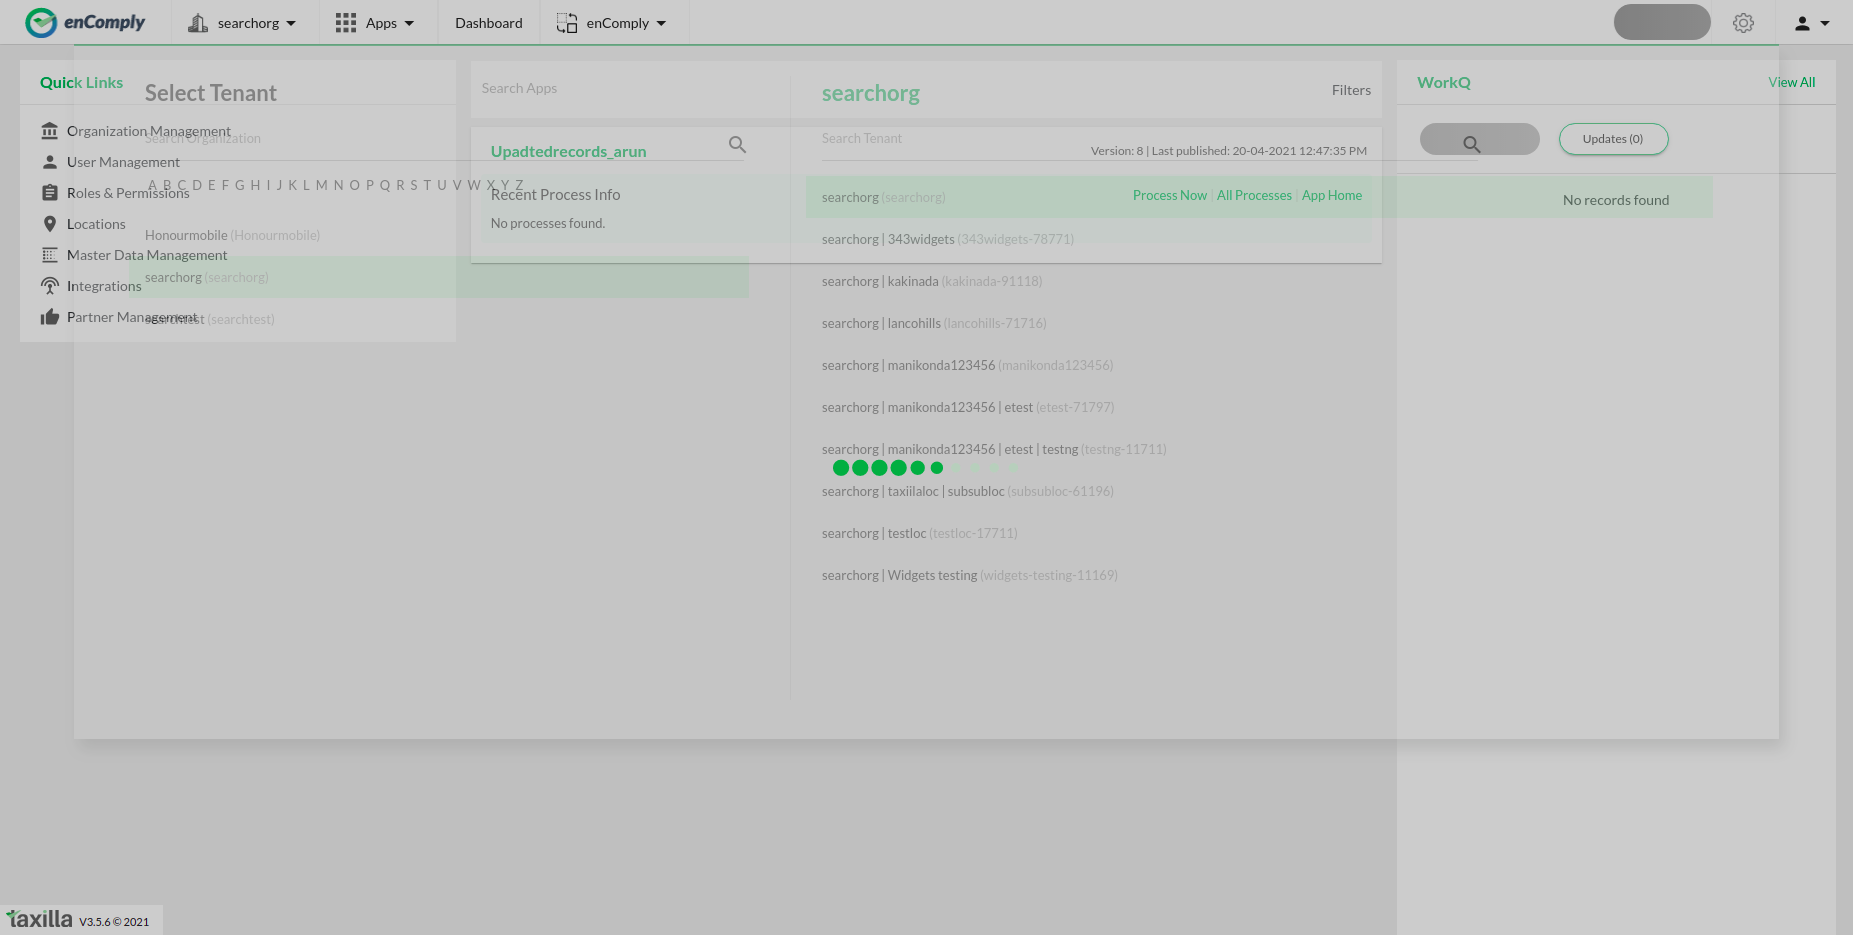 enComply
searchorg
Apps
Dashboard
enComply
Quick Links
Organization Management
User Management
Roles & Permissions
Locations
Master Data Management
Integrations
Partner Management
Select Tenant
Search Organization
A B C D E F G H I J K L M N O P Q R S T U V W X Y Z
Honourmobile (Honourmobile)
searchorg (searchorg)
searchtest (searchtest)
Search Apps
Filters
Upadtedrecords_arun
Version: 8 | Last published: 20-04-2021 12:47:35 PM
Recent Process Info
Process Now | All Processes | App Home
No processes found.
searchorg
Search Tenant
searchorg (searchorg)
searchorg | 343widgets (343widgets-78771)
searchorg | kakinada (kakinada-91118)
searchorg | lancohills (lancohills-71716)
searchorg | manikonda123456 (manikonda123456)
searchorg | manikonda123456 | etest (etest-71797)
searchorg | manikonda123456 | etest | testng (testng-11711)
searchorg | taxiilaloc | subsubloc (subsubloc-61196)
searchorg | testloc (testloc-17711)
searchorg | Widgets testing (widgets-testing-11169)
WorkQ
View All
Updates (0)
No records found
taxilla V3.5.6 © 2021